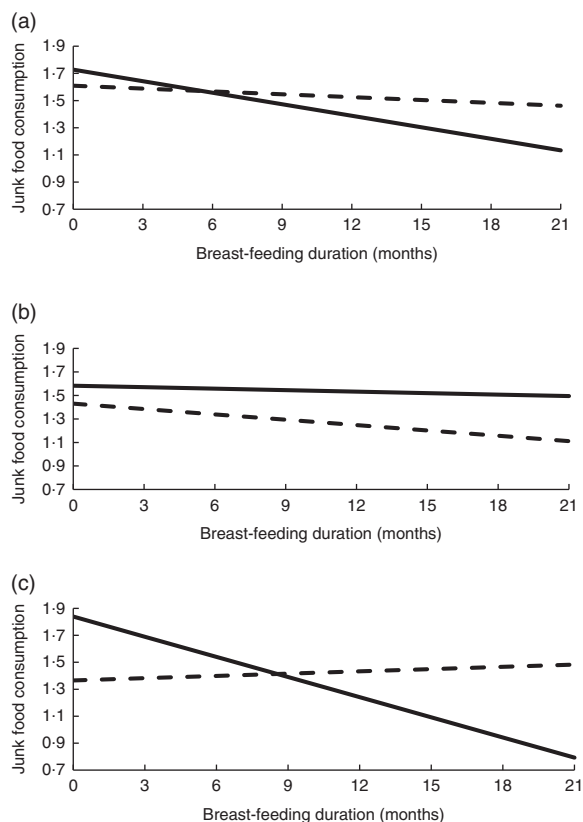 (a)
Junk food consumption
1·9
1·7
1·5
1·3
1·1
0·9
0·7
0 3 6 9 12 15 18 21
Breast-feeding duration (months)
(b)
Junk food consumption
1·9
1·7
1·5
1·3
1·1
0·9
0·7
0 3 6 9 12 15 18 21
Breast-feeding duration (months)
(c)
Junk food consumption
1·9
1·7
1·5
1·3
1·1
0·9
0·7
0 3 6 9 12 15 18 21
Breast-feeding duration (months)